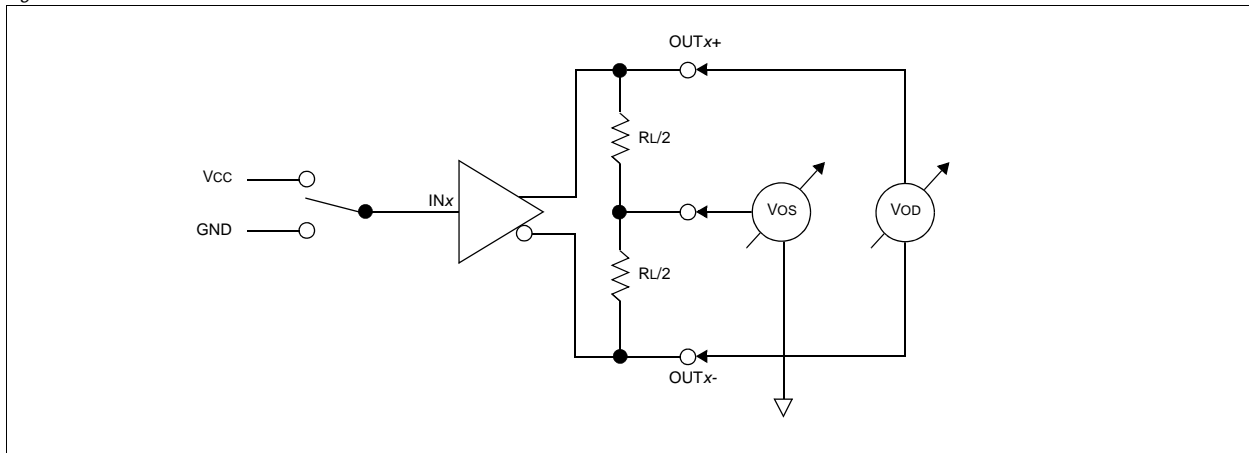 OUTx+
RL/2
VCC
INx
VOS
VOD
GND
RL/2
OUTx-